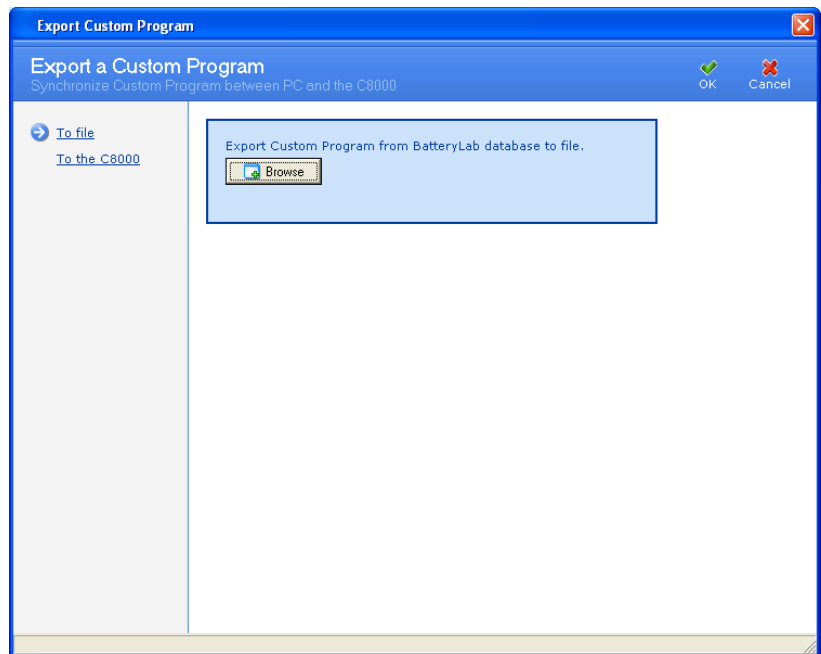 Export Custom Program
Export a Custom Program
Synchronize Custom Program between PC and the C8000
OK
Cancel
To file
To the C8000
Export Custom Program from BatteryLab database to file.
Browse